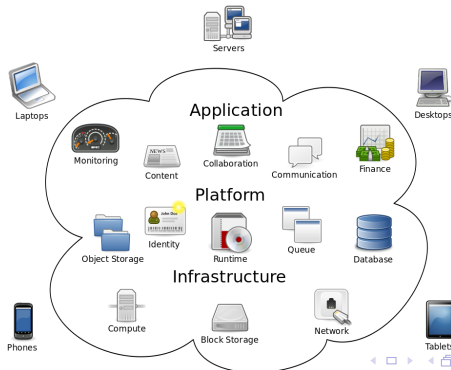 Servers
Laptops
Desktops
Application
Monitoring
NEWS
Content
Collaboration
Communication
Finance
Platform
John Doe
Object Storage
Identity
Runtime
Queue
Database
Infrastructure
Compute
Block Storage
Network
Phones
Tablets